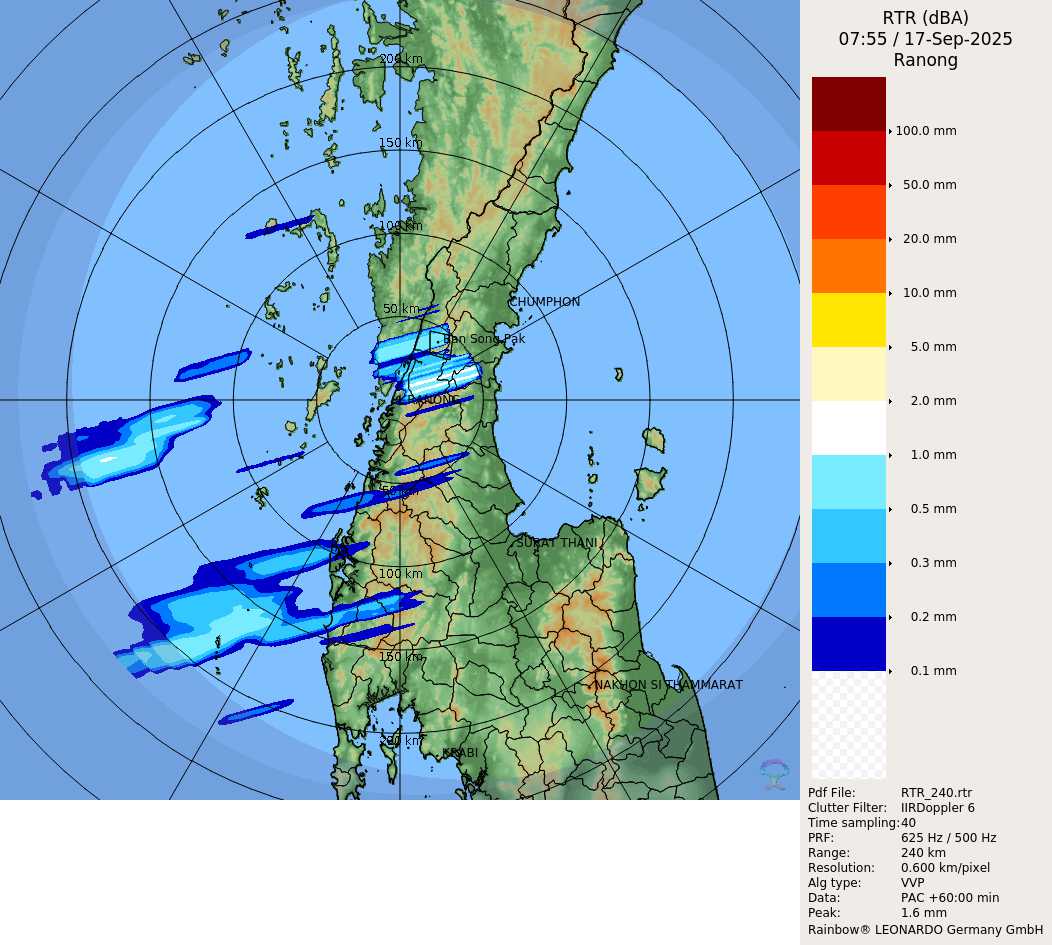 RTR (dBA)
07:55 / 17-Sep-2025
Ranong
100.0 mm
50.0 mm
20.0 mm
10.0 mm
5.0 mm
2.0 mm
1.0 mm
0.5 mm
0.3 mm
0.2 mm
0.1 mm
Pdf File: RTR_240.rtr
Clutter Filter: IIRDoppler 6
Time sampling: 40
PRF: 625 Hz / 500 Hz
Range: 240 km
Resolution: 0.600 km/pixel
Alg type: VVP
Data: PAC +60:00 min
Peak: 1.6 mm
Rainbow® LEONARDO Germany GmbH
200 km
150 km
100 km
50 km
CHUMPHON
Ban Song Pak
RANONG
50 km
SURAT THANI
100 km
150 km
NAKHON SI THAMMARAT
200 km
KRABI